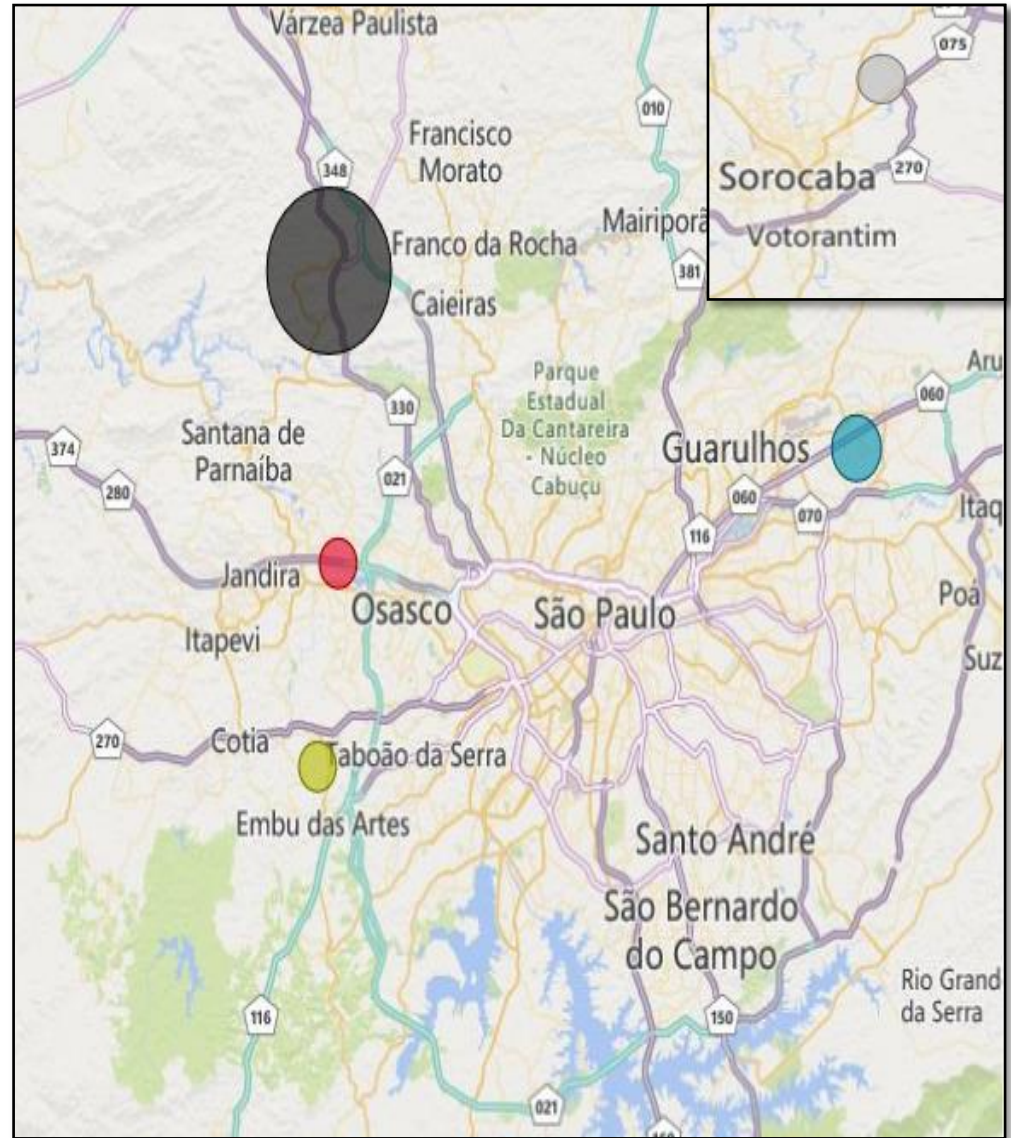 Várzea Paulista
075
010
Francisco
Morato
348
Sorocaba
270
Mairiporã
Votorantim
Franco da Rocha
381
Caieiras
Parque
Estadual
Da Cantareira
- Núcleo
Cabuçu
Aru
060
330
Santana de
Parnaíba
374
Guarulhos
021
280
060
070
Itaq
116
Jandira
Osasco
São Paulo
Poá
Itapevi
Suz
270
Cotia
Taboão da Serra
Embu das Artes
Santo André
São Bernardo
do Campo
Rio Grand
da Serra
116
150
021